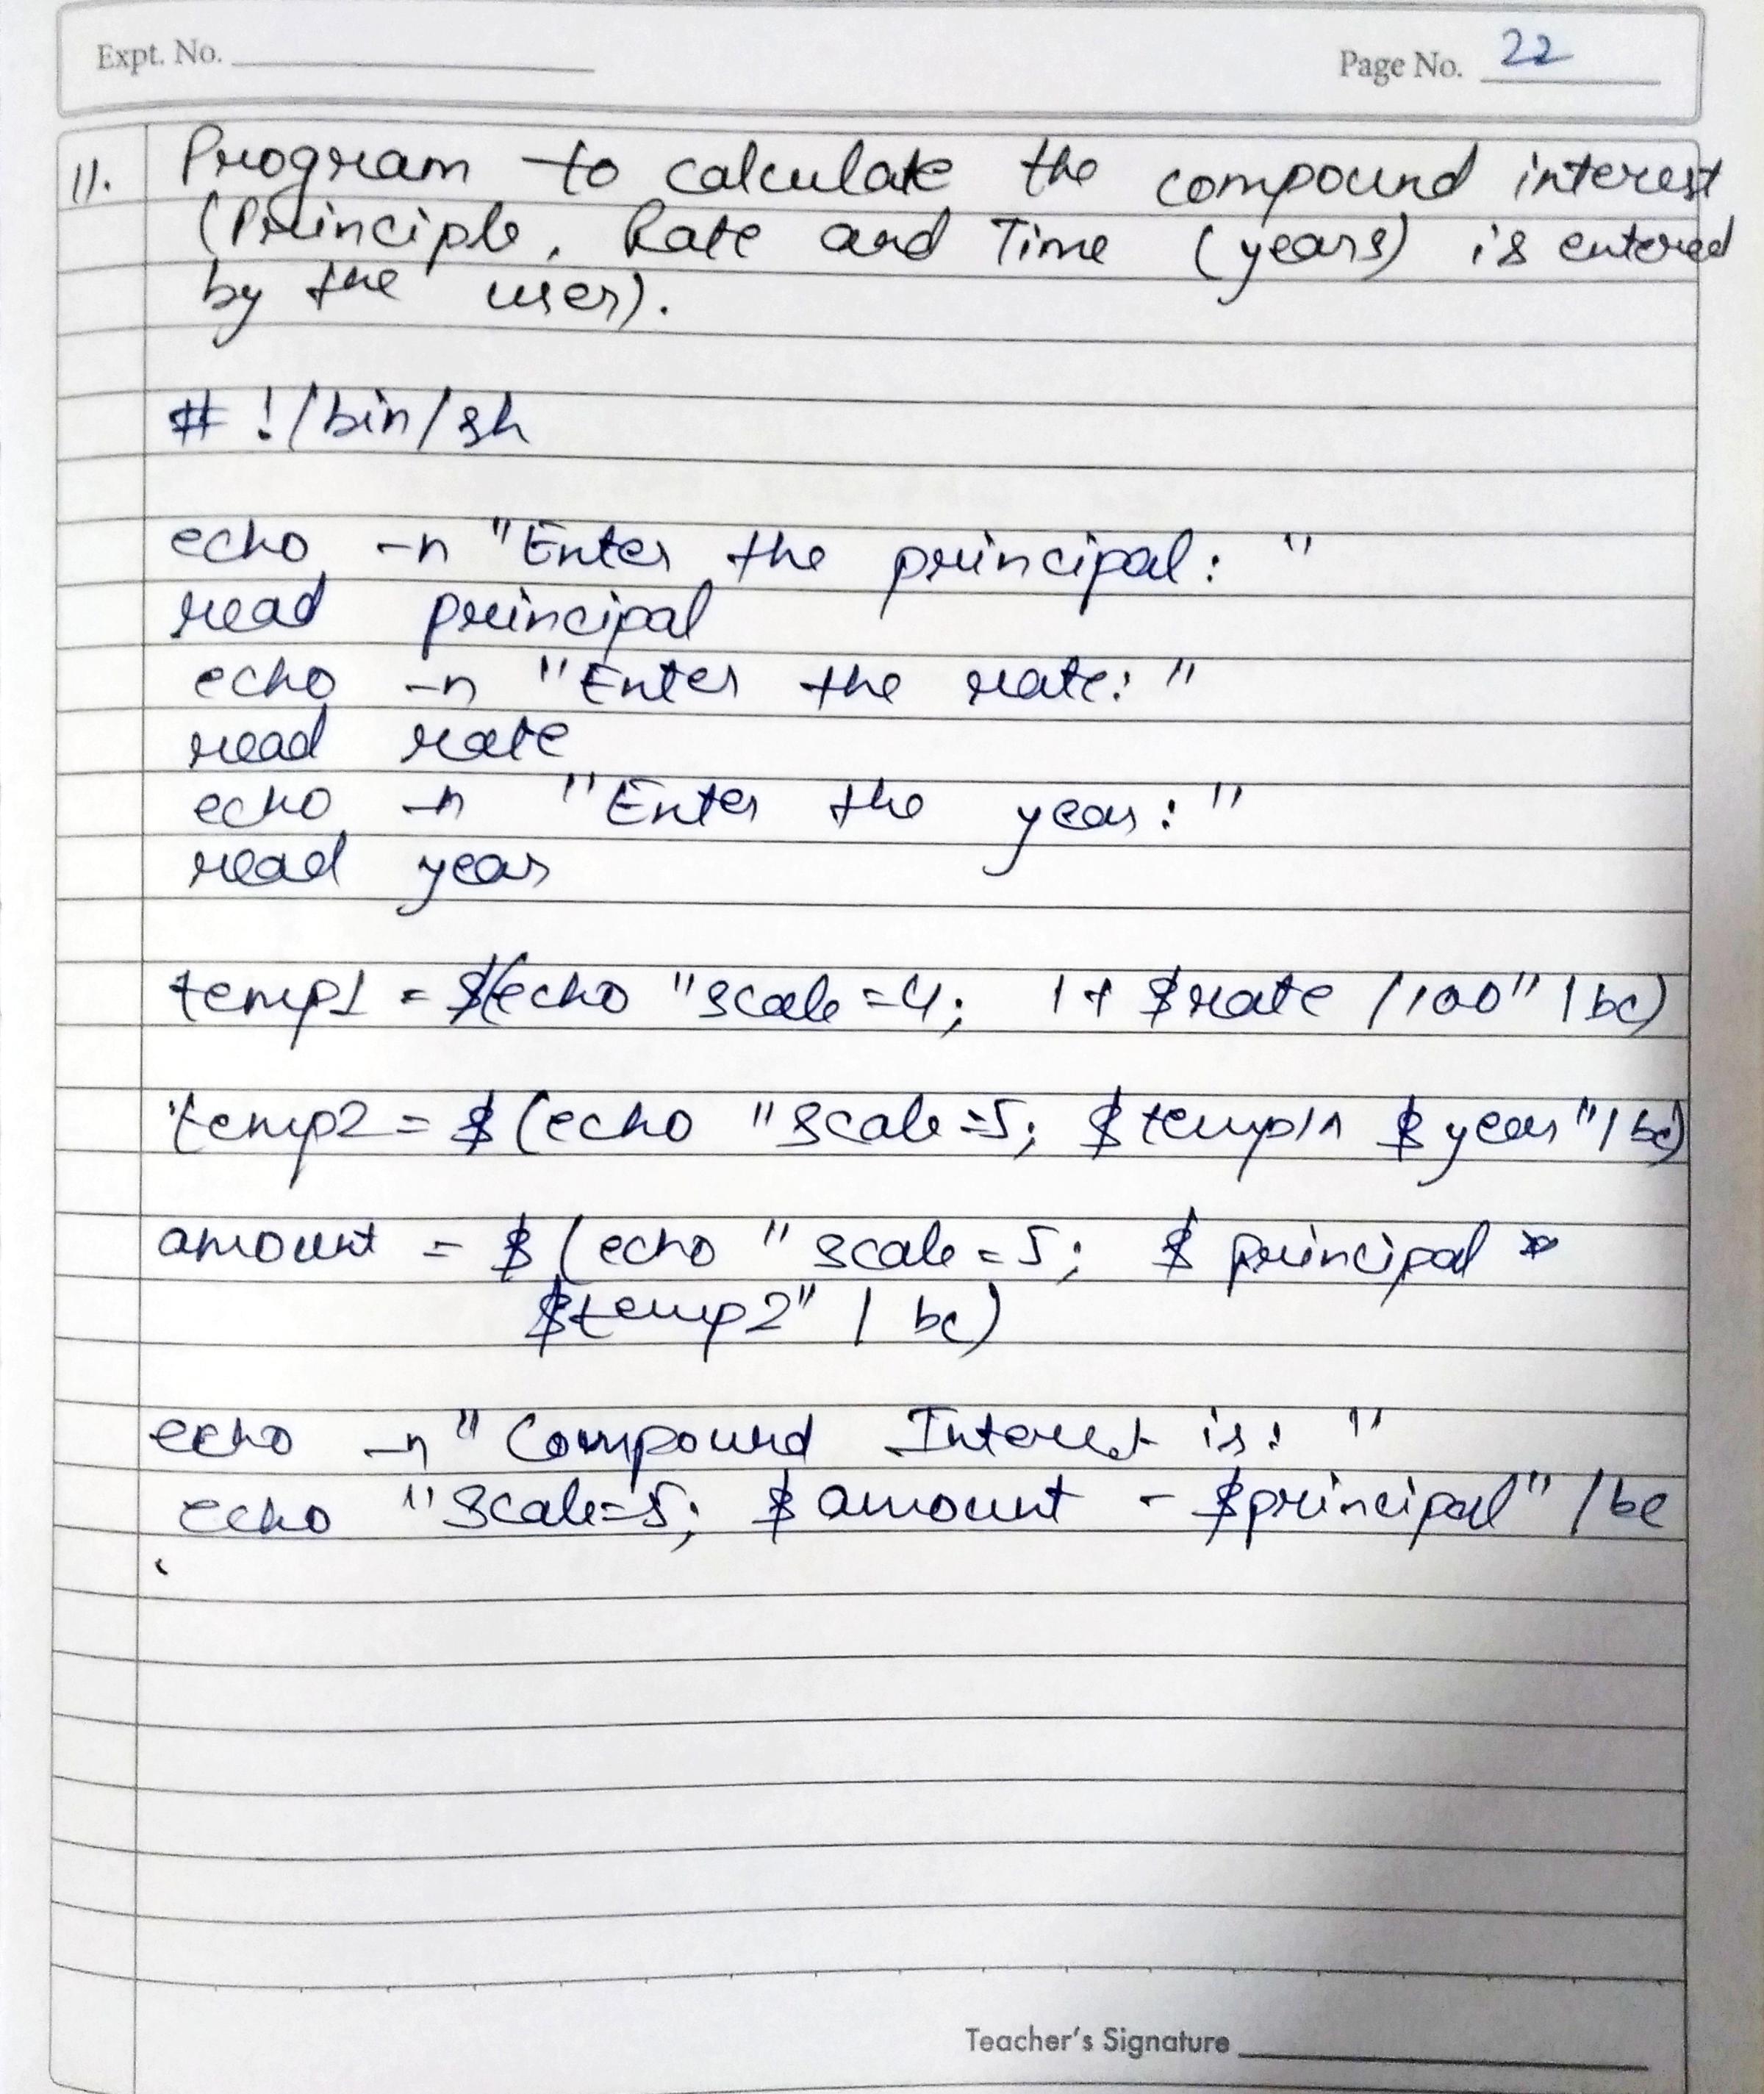 Expt. No.
Page No. 22
11. Program to calculate the compound interest
(Principle, Rate and Time (years) is entered
by the user).
#!/bin/sh
echo -n "Enter the principal: "
read principal
echo -n "Enter the rate: "
read rate
echo -n "Enter the year: "
read year
temp1 = $(echo "scale=4; 1+ $rate /100" | bc)
temp2 = $(echo "scale=5; $temp1^ $year" | bc)
amount = $(echo "scale=5; $principal *
$temp2" | bc)
echo -n "Compound Interest is: "
echo "scale=5; $amount - $principal" | bc
Teacher's Signature